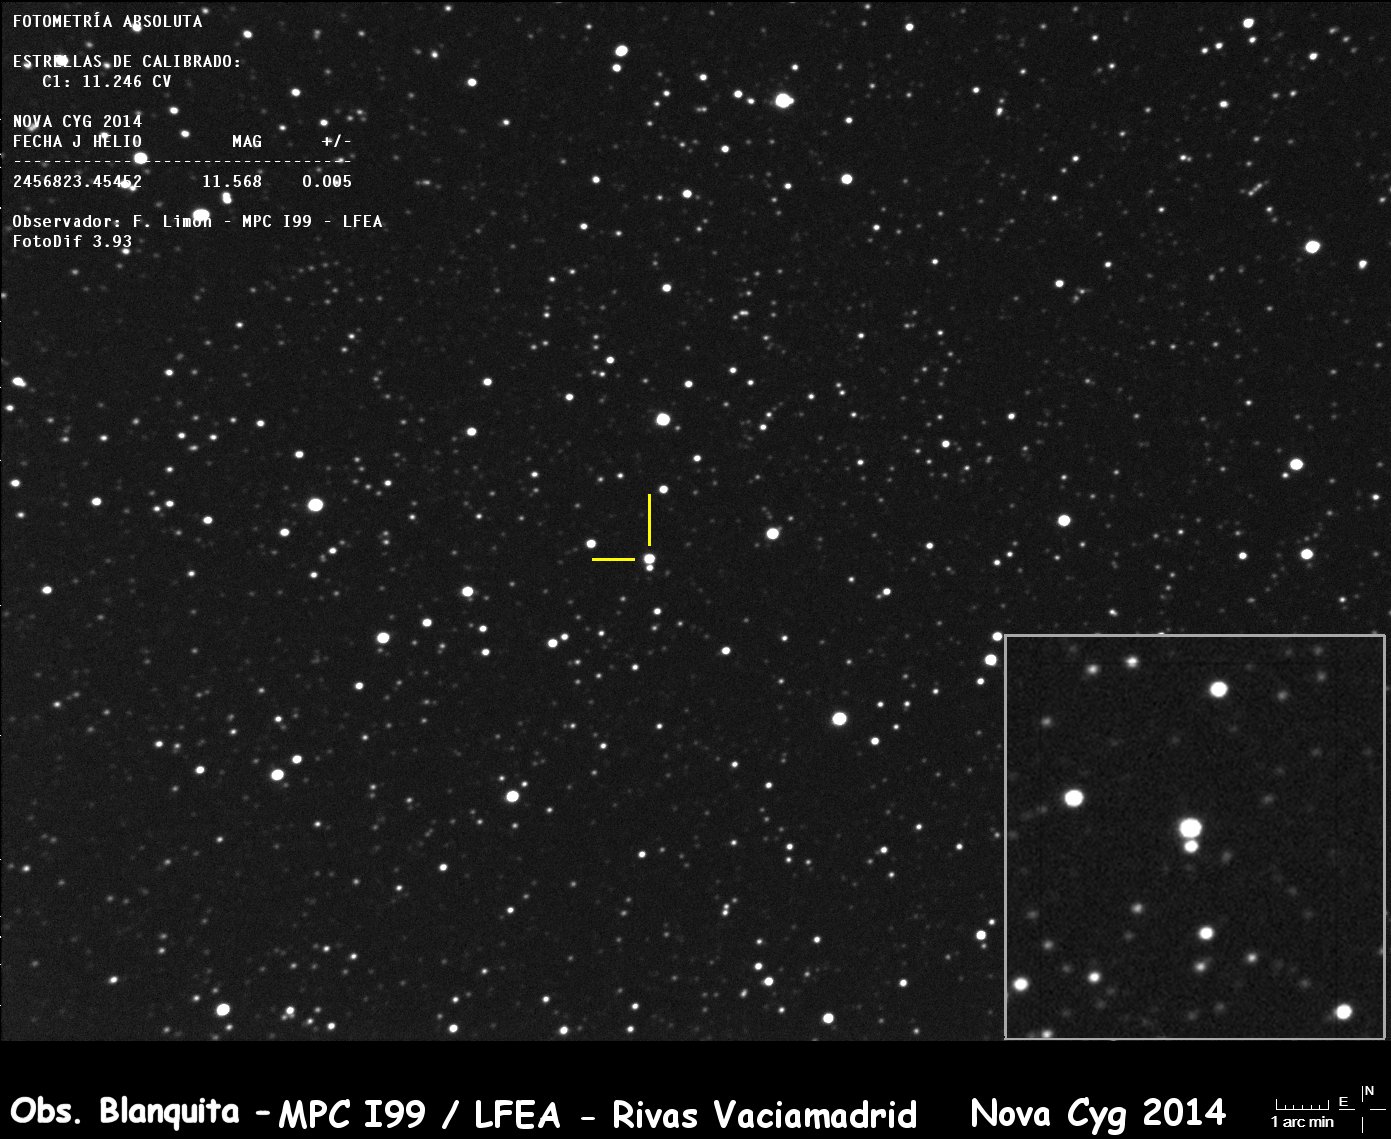 FOTOMETRÍA ABSOLUTA
ESTRELLAS DE CALIBRADO:
C1: 11.246 CV
NOVA CYG 2014
FECHA J HELIO MAG +/-
-----------------------------------
2456823.45452 11.568 0.005
Observador: F. Limón - MPC I99 - LFEA
FotoDif 3.93
Obs. Blanquita - MPC I99 / LFEA - Rivas Vaciamadrid Nova Cyg 2014
1 arc min
E
N